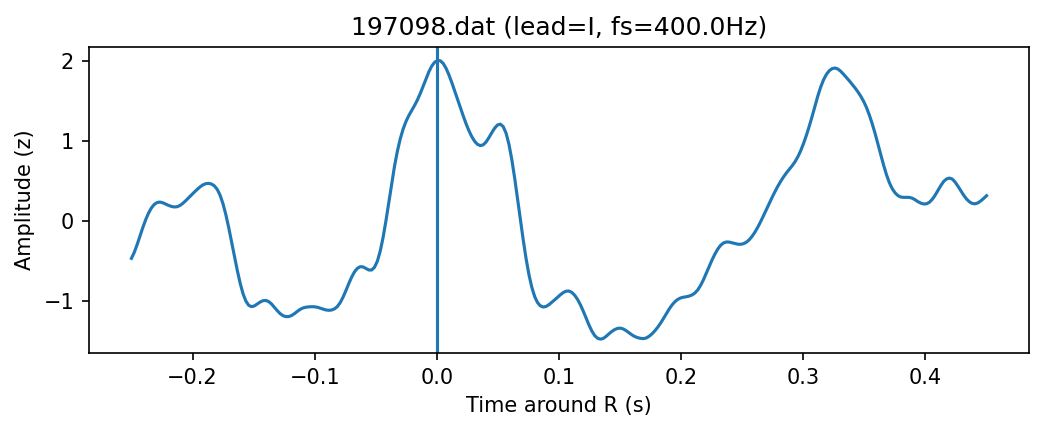 197098.dat (lead=I, fs=400.0Hz)
Amplitude (z)
2
1
0
−1
−0.2 −0.1 0.0 0.1 0.2 0.3 0.4
Time around R (s)